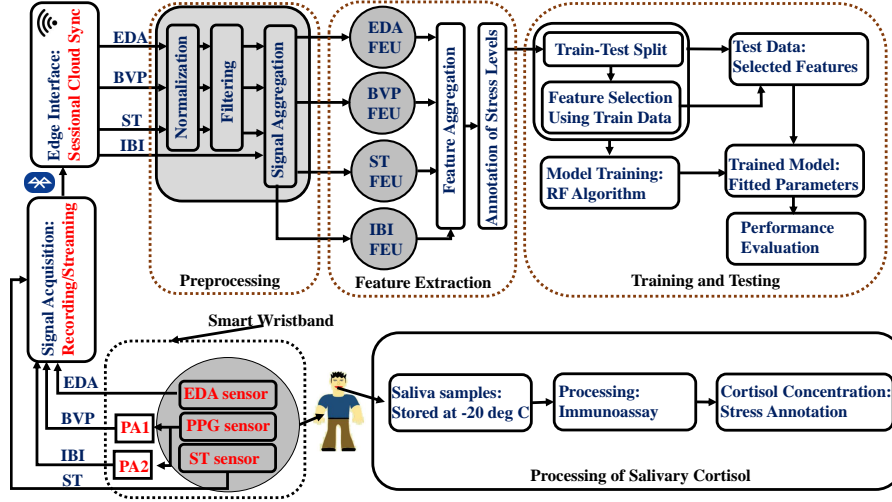 Edge Interface:
Sessional Cloud Sync
EDA
BVP
ST
IBI
Normalization
Filtering
Signal Aggregation
Preprocessing
EDA
FEU
BVP
FEU
ST
FEU
IBI
FEU
Feature Aggregation
Annotation of Stress Levels
Feature Extraction
Train-Test Split
Feature Selection
Using Train Data
Test Data:
Selected Features
Model Training:
RF Algorithm
Trained Model:
Fitted Parameters
Performance
Evaluation
Training and Testing
Signal Acquisition:
Recording/Streaming
Smart Wristband
EDA
BVP
IBI
ST
PA1
PA2
EDA sensor
PPG sensor
ST sensor
Saliva samples:
Stored at -20 deg C
Processing:
Immunoassay
Cortisol Concentration:
Stress Annotation
Processing of Salivary Cortisol